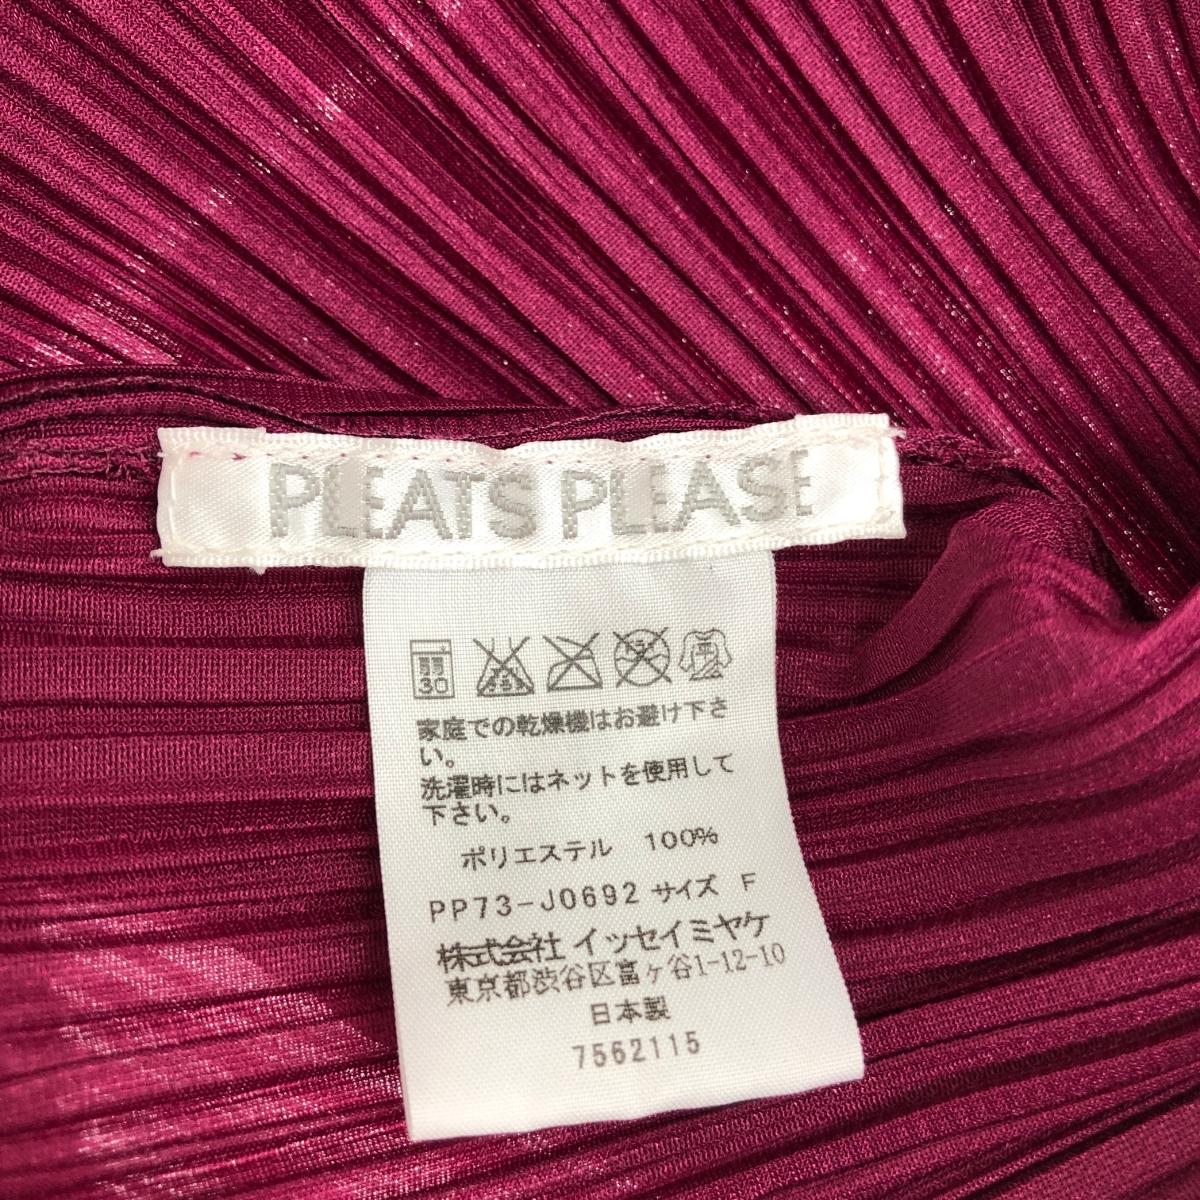 PLEATS PLEASE
30
家庭での乾燥機はお避け下さ
い。
洗濯時にはネットを使用して
下さい。
ポリエステル 100%
PP73-J0692 サイズ F
株式会社 イッセイミヤケ
東京都渋谷区富ヶ谷1-12-10
日本製
7562115